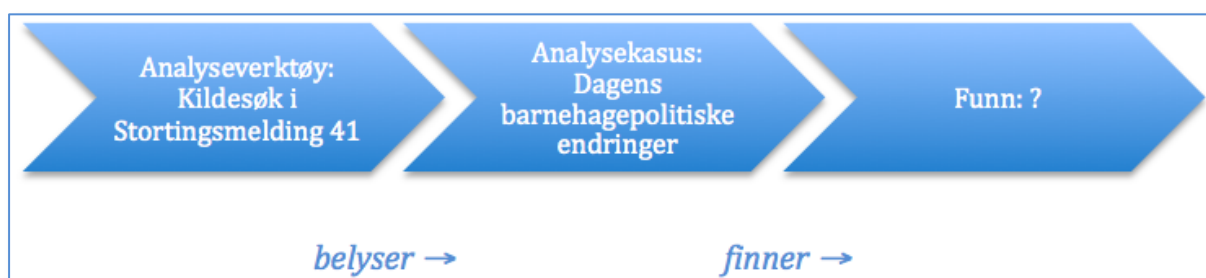 Analyseverktøy:
Kildesøk i
Stortingsmelding 41
Analysekasus:
Dagens
barnehagepolitiske
endringer
Funn: ?
belyser →
finner →